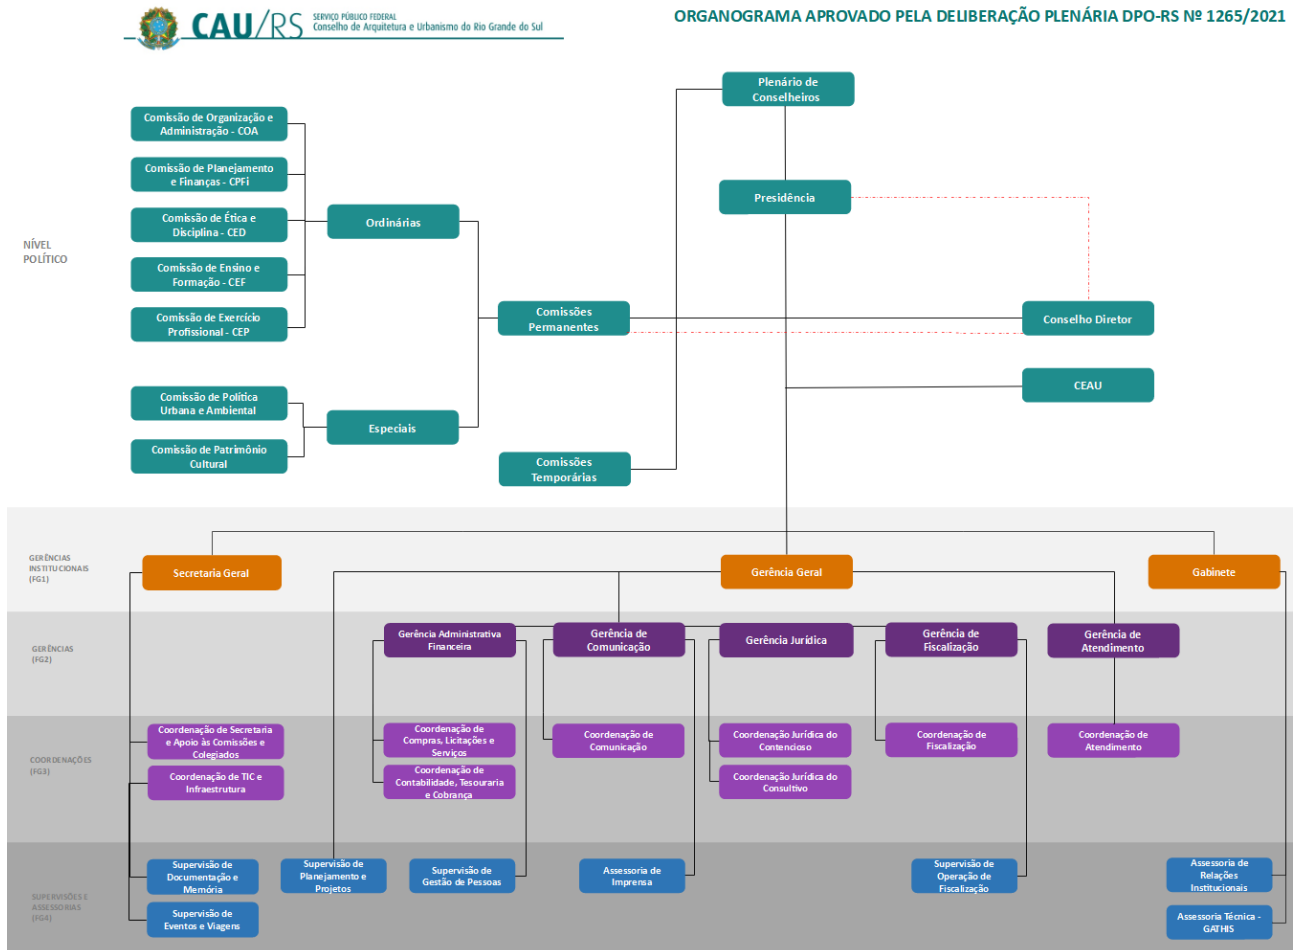 CAU/RS
SERVIÇO PÚBLICO FEDERAL
Conselho de Arquitetura e Urbanismo do Rio Grande do Sul
ORGANOGRAMA APROVADO PELA DELIBERAÇÃO PLENÁRIA DPO-RS Nº 1265/2021
Plenário de
Conselheiros
Comissão de Organização e
Administração - COA
Comissão de Planejamento
e Finanças - CPFi
Presidência
Comissão de Ética e
Disciplina - CED
Ordinárias
NÍVEL
POLÍTICO
Comissão de Ensino e
Formação - CEF
Comissão de Exercício
Profissional - CEP
Comissões
Permanentes
Conselho Diretor
CEAU
Comissão de Política
Urbana e Ambiental
Especiais
Comissão de Patrimônio
Cultural
Comissões
Temporárias
GERÊNCIAS
INSTITUCIONAIS
(FG1)
Secretaria Geral
Gerência Geral
Gabinete
GERÊNCIAS
(FG2)
Gerência Administrativa
Financeira
Gerência de
Comunicação
Gerência Jurídica
Gerência de
Fiscalização
Gerência de
Atendimento
COORDENAÇÕES
(FG3)
Coordenação de Secretaria
e Apoio às Comissões e
Colegiados
Coordenação de
Compras, Licitações e
Serviços
Coordenação de
Comunicação
Coordenação Jurídica do
Contencioso
Coordenação de
Fiscalização
Coordenação de
Atendimento
Coordenação de TIC e
Infraestrutura
Coordenação de
Contabilidade, Tesouraria
e Cobrança
Coordenação Jurídica do
Consultivo
SUPERVISÕES E
ASSESSORIAS
(FG4)
Supervisão de
Documentação e
Memória
Supervisão de
Planejamento e
Projetos
Supervisão de
Gestão de Pessoas
Assessoria de
Imprensa
Supervisão de
Operação de
Fiscalização
Assessoria de
Relações
Institucionais
Supervisão de
Eventos e Viagens
Assessoria Técnica -
GATHIS